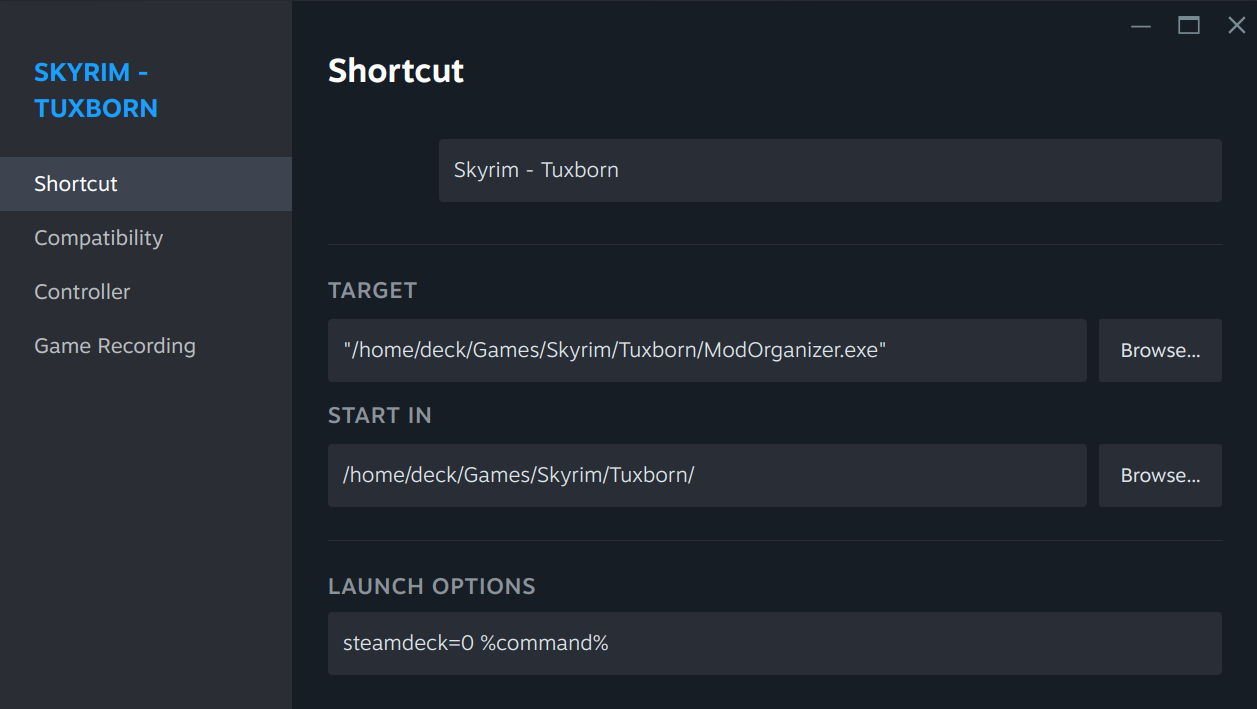 SKYRIM -
TUXBORN
Shortcut
Compatibility
Controller
Game Recording
Shortcut
Skyrim - Tuxborn
TARGET
"/home/deck/Games/Skyrim/Tuxborn/ModOrganizer.exe"
Browse...
START IN
/home/deck/Games/Skyrim/Tuxborn/
Browse...
LAUNCH OPTIONS
steamdeck=0 %command%